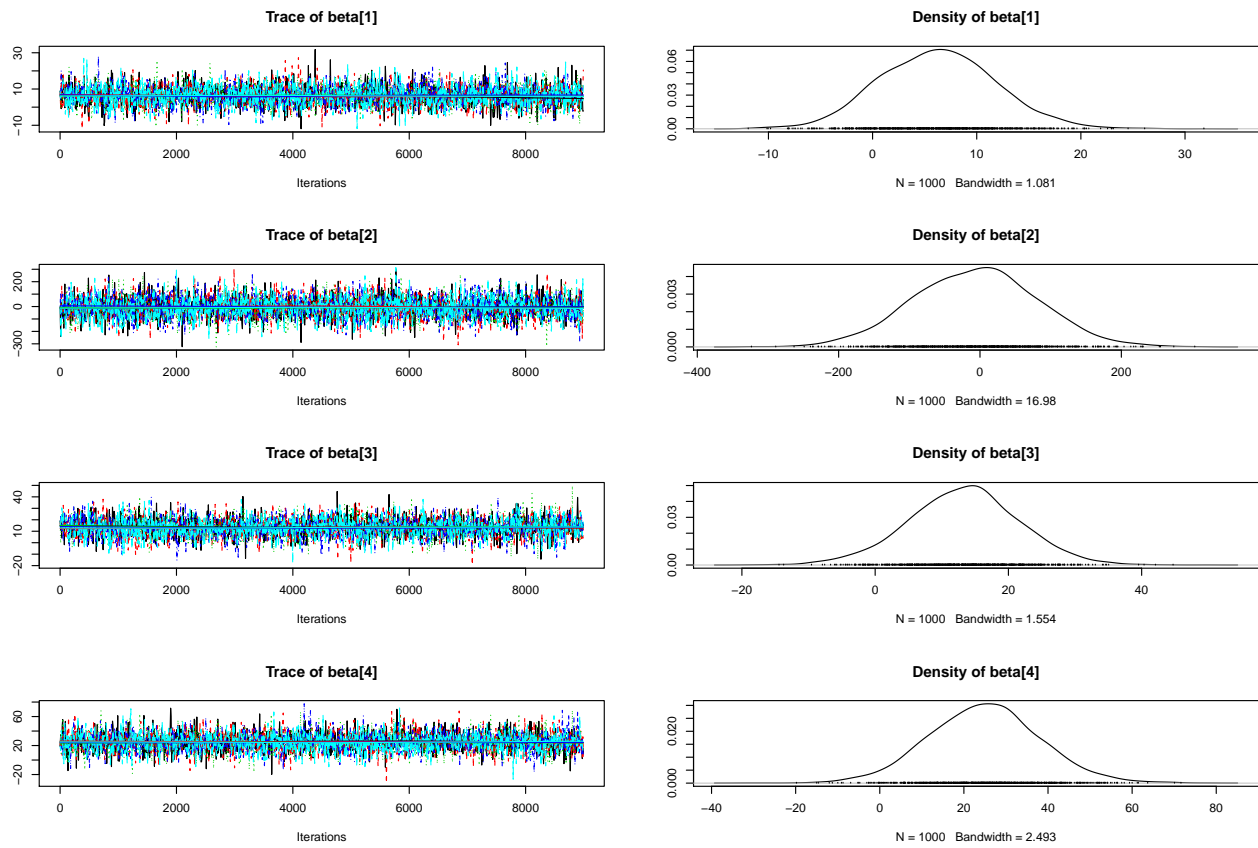 Trace of beta[1]
30
10
−10
0 2000 4000 6000 8000
Iterations
Density of beta[1]
0.06
0.03
0.00
−10 0 10 20 30
N = 1000 Bandwidth = 1.081
Trace of beta[2]
200
0
−300
0 2000 4000 6000 8000
Iterations
Density of beta[2]
0.003
0.000
−400 −200 0 200
N = 1000 Bandwidth = 16.98
Trace of beta[3]
40
10
−20
0 2000 4000 6000 8000
Iterations
Density of beta[3]
0.03
0.00
−20 0 20 40
N = 1000 Bandwidth = 1.554
Trace of beta[4]
60
20
−20
0 2000 4000 6000 8000
Iterations
Density of beta[4]
0.020
0.000
−40 −20 0 20 40 60 80
N = 1000 Bandwidth = 2.493